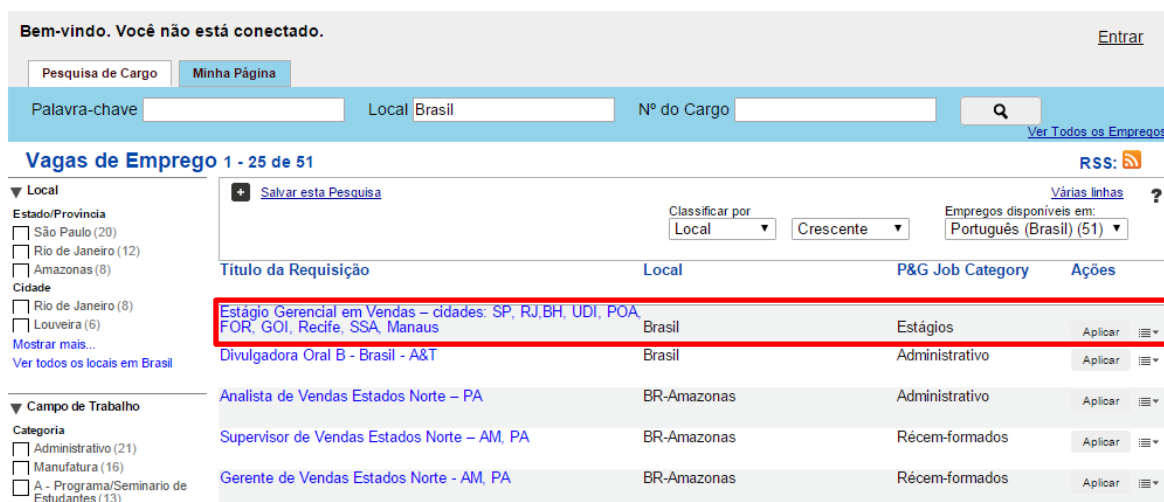 Bem-vindo. Você não está conectado.
Entrar
Pesquisa de Cargo
Minha Página
Palavra-chave
Local Brasil
Nº do Cargo
Ver Todos os Empregos
Vagas de Emprego 1 - 25 de 51
RSS:
Local
Estado/Província
São Paulo (20)
Rio de Janeiro (12)
Amazonas (8)
Cidade
Rio de Janeiro (8)
Louveira (6)
Mostrar mais...
Ver todos os locais em Brasil
Campo de Trabalho
Categoria
Administrativo (21)
Manufatura (16)
A - Programa/Seminario de
Estudantes (13)
+ Salvar esta Pesquisa
Várias linhas ?
Classificar por
Local
Crescente
Empregos disponíveis em:
Português (Brasil) (51)
Título da Requisição Local P&G Job Category Ações
Estágio Gerencial em Vendas – cidades: SP, RJ,BH, UDI, POA,
FOR, GOI, Recife, SSA, Manaus Brasil Estágios Aplicar
Divulgadora Oral B - Brasil - A&T Brasil Administrativo Aplicar
Analista de Vendas Estados Norte – PA BR-Amazonas Administrativo Aplicar
Supervisor de Vendas Estados Norte – AM, PA BR-Amazonas Récem-formados Aplicar
Gerente de Vendas Estados Norte - AM, PA BR-Amazonas Récem-formados Aplicar